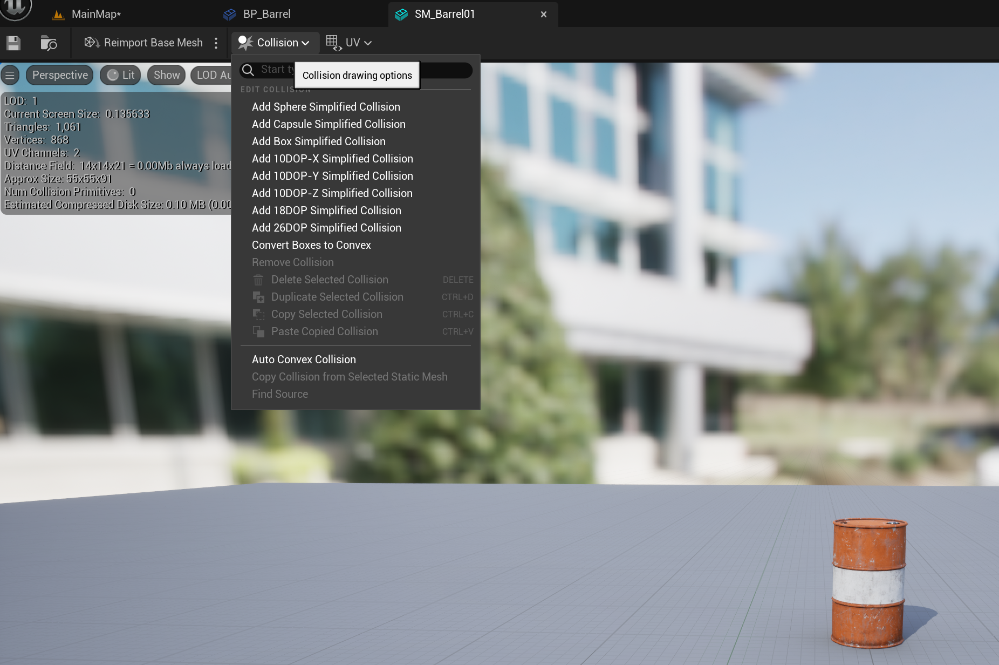 MainMap*
BP_Barrel
SM_Barrel01
Reimport Base Mesh
Collision
UV
Perspective
Lit
Show
LOD Au
Start ty
Collision drawing options
EDIT COLLISION
LOD: 1
Current Screen Size: 0.135633
Triangles: 1,061
Vertices: 868
UV Channels: 2
Distance Field: 14x14x21 = 0.00Mb always load
Approx Size: 55x55x91
Num Collision Primitives: 0
Estimated Compressed Disk Size: 0.10 MB (0.00
Add Sphere Simplified Collision
Add Capsule Simplified Collision
Add Box Simplified Collision
Add 10DOP-X Simplified Collision
Add 10DOP-Y Simplified Collision
Add 10DOP-Z Simplified Collision
Add 18DOP Simplified Collision
Add 26DOP Simplified Collision
Convert Boxes to Convex
Remove Collision
Delete Selected Collision DELETE
Duplicate Selected Collision CTRL+D
Copy Selected Collision CTRL+C
Paste Copied Collision CTRL+V
Auto Convex Collision
Copy Collision from Selected Static Mesh
Find Source